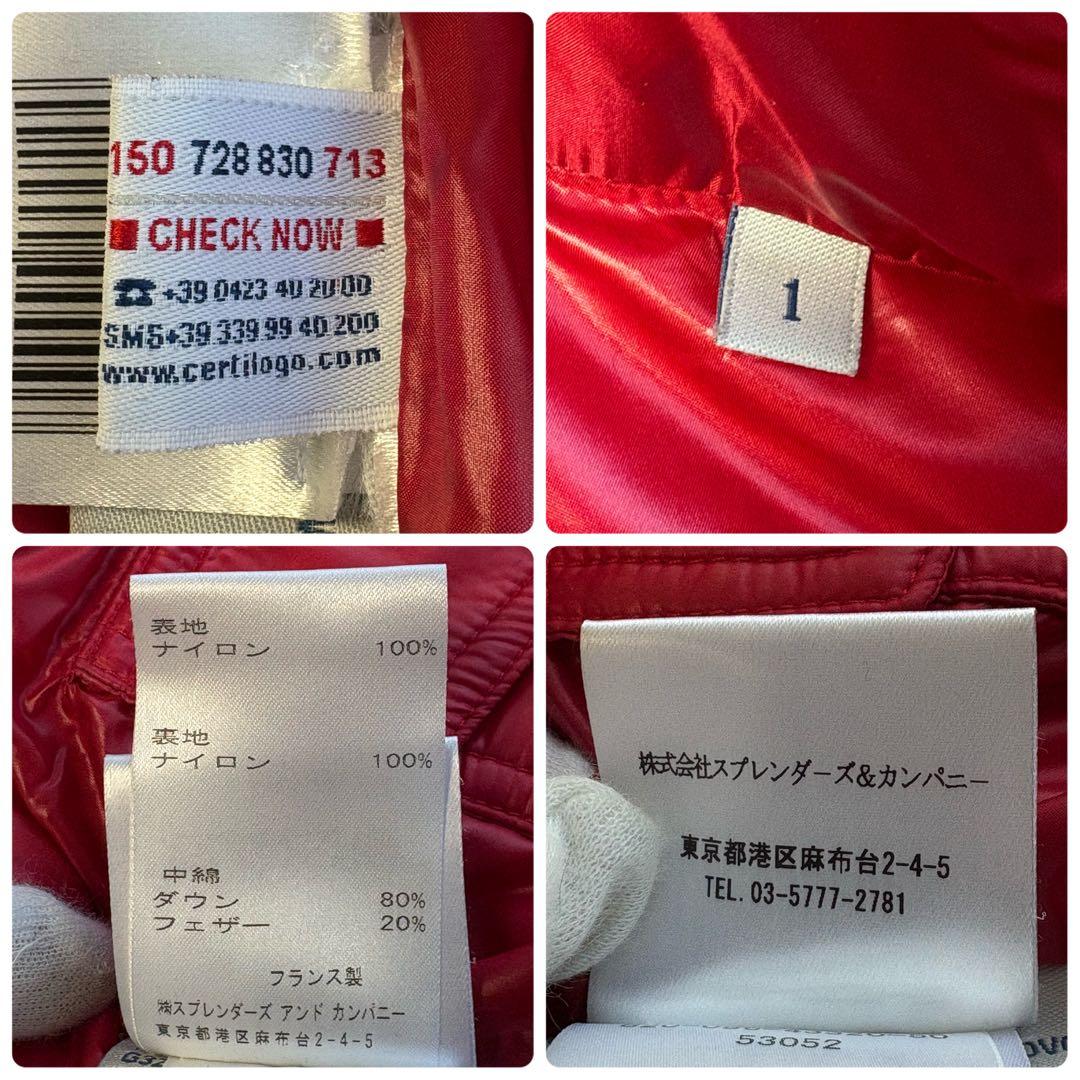 150 728 830 713
CHECK NOW
☎ +39 0423 40 20 00
SMS+39 339 99 40 200
www.certilogo.com
1
表地
ナイロン 100%
裏地
ナイロン 100%
中綿
ダウン 80%
フェザー 20%
フランス製
㈱スプレンダーズ アンド カンパニー
東京都港区麻布台2-4-5
G32
株式会社スプレンダーズ&カンパニー
東京都港区麻布台2-4-5
TEL. 03-5777-2781
53052